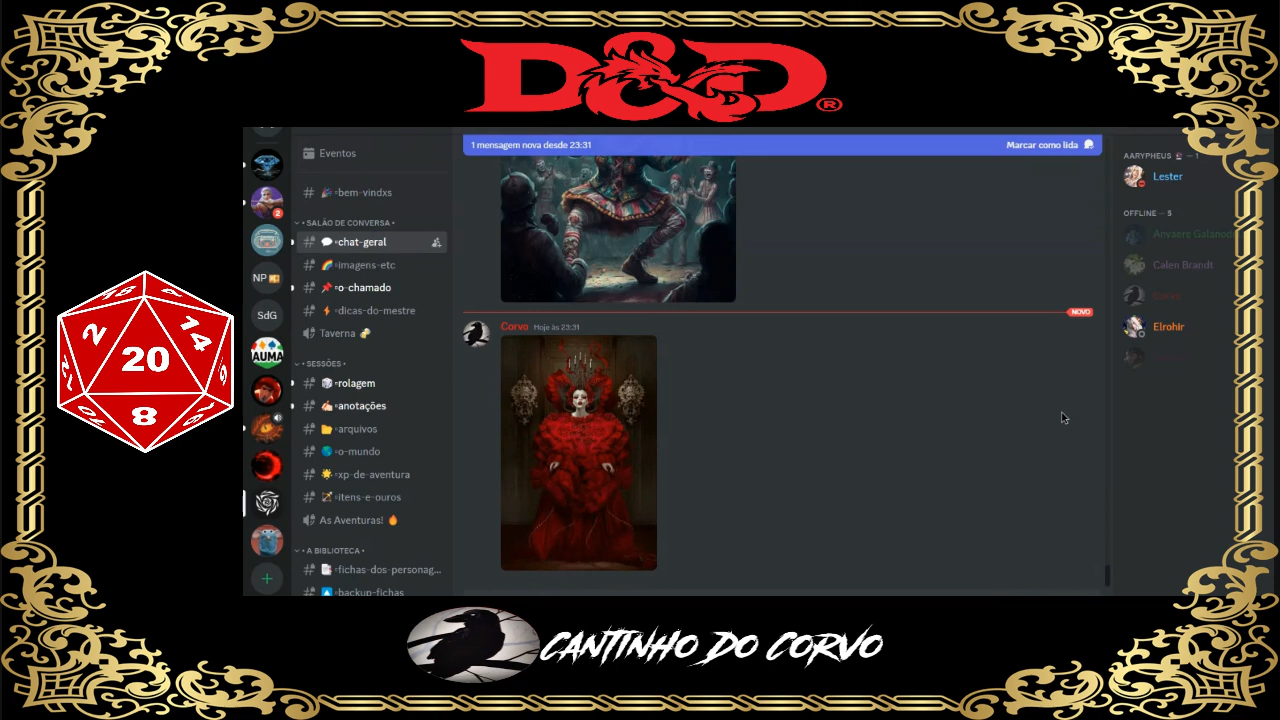 D&D®
1 mensagem nova desde 23:31
Marcar como lida
Eventos
•bem-vindxs
• SALÃO DE CONVERSA •
•chat-geral
•imagens-etc
•o-chamado
•dicas-do-mestre
Taverna
• SESSÕES •
•rolagem
•anotações
•arquivos
•o-mundo
•xp-de-aventura
•itens-e-ouros
As Aventuras!
• A BIBLIOTECA •
•fichas-dos-personag...
•backup-fichas
2
NP
SdG
AUMA
NOVO
Corvo Hoje às 23:31
AARYPHEUS — 1
Lester
OFFLINE — 5
Calen Brandt
Elrohir
2
14
20
8
CANTINHO DO CORVO